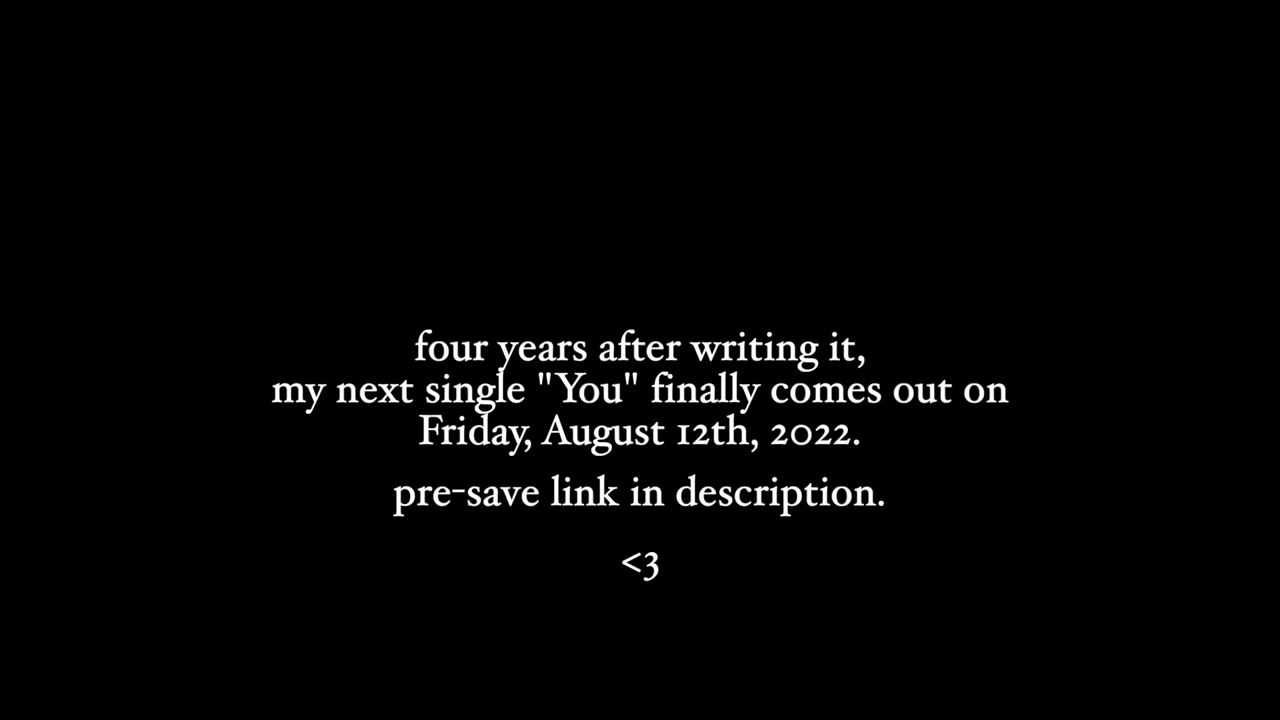 four years after writing it,
my next single "You" finally comes out on
Friday, August 12th, 2022.
pre-save link in description.
<3